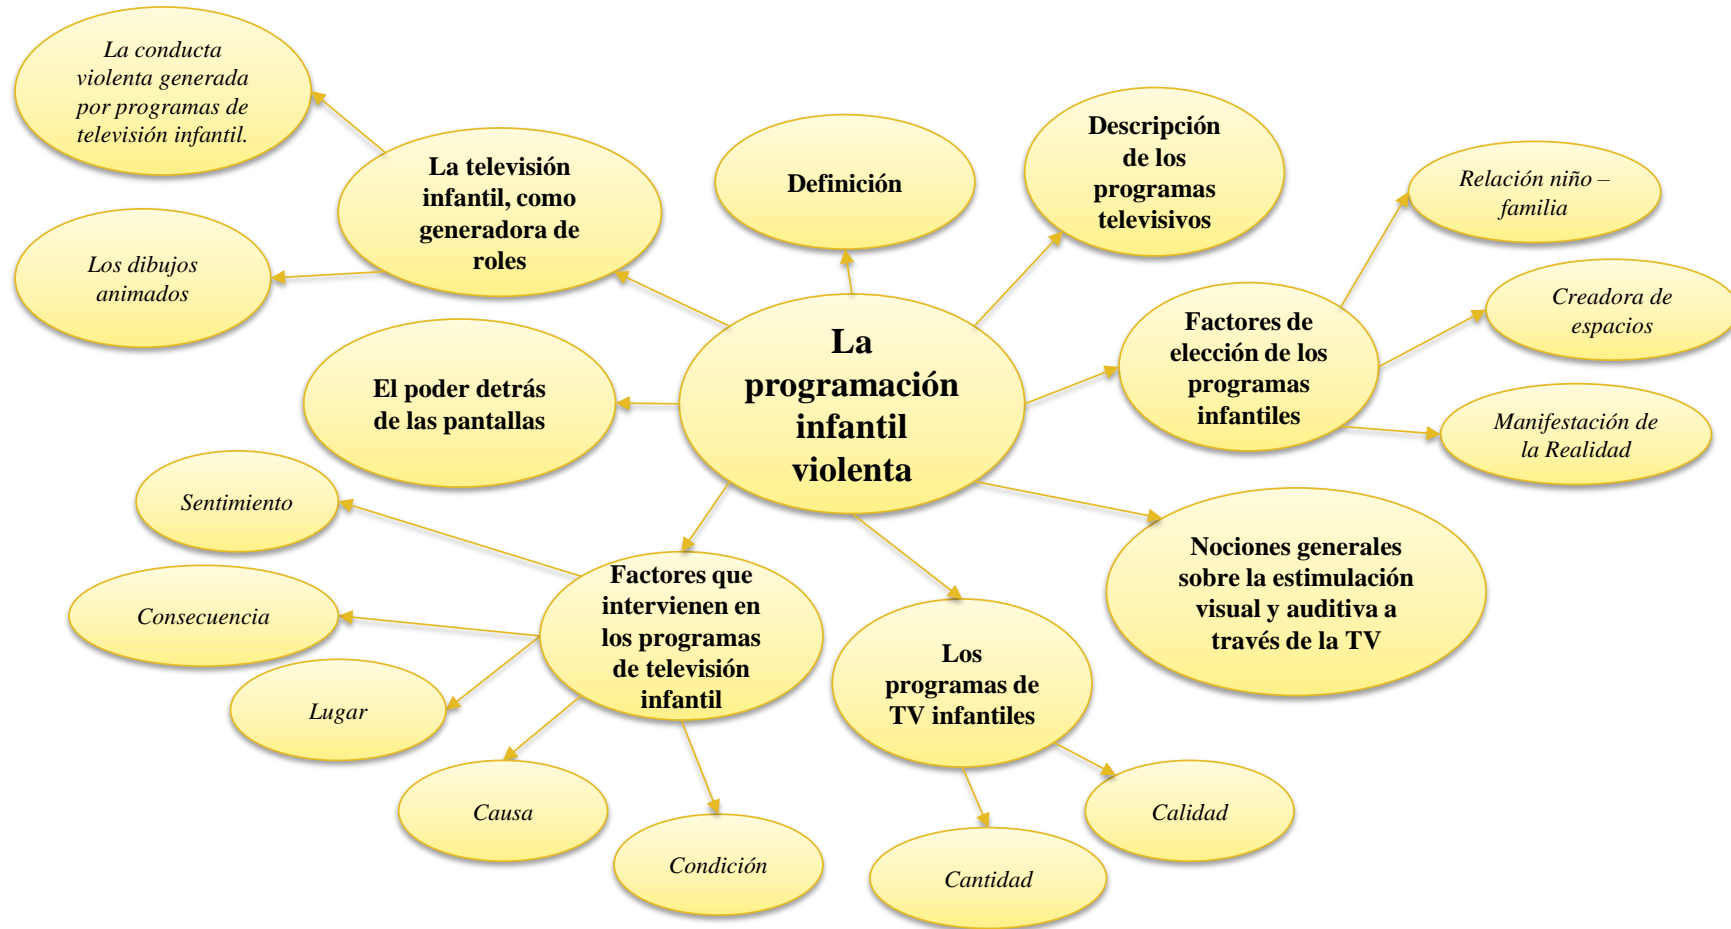 La conducta
violenta generada
por programas de
televisión infantil.
La televisión
infantil, como
generadora de
roles
Los dibujos
animados
Definición
Descripción
de los
programas
televisivos
Relación niño –
familia
Creadora de
espacios
Factores de
elección de los
programas
infantiles
Manifestación de
la Realidad
La
programación
infantil
violenta
El poder detrás
de las pantallas
Sentimiento
Consecuencia
Lugar
Factores que
intervienen en
los programas
de televisión
infantil
Causa
Condición
Los
programas de
TV infantiles
Cantidad
Calidad
Nociones generales
sobre la estimulación
visual y auditiva a
través de la TV